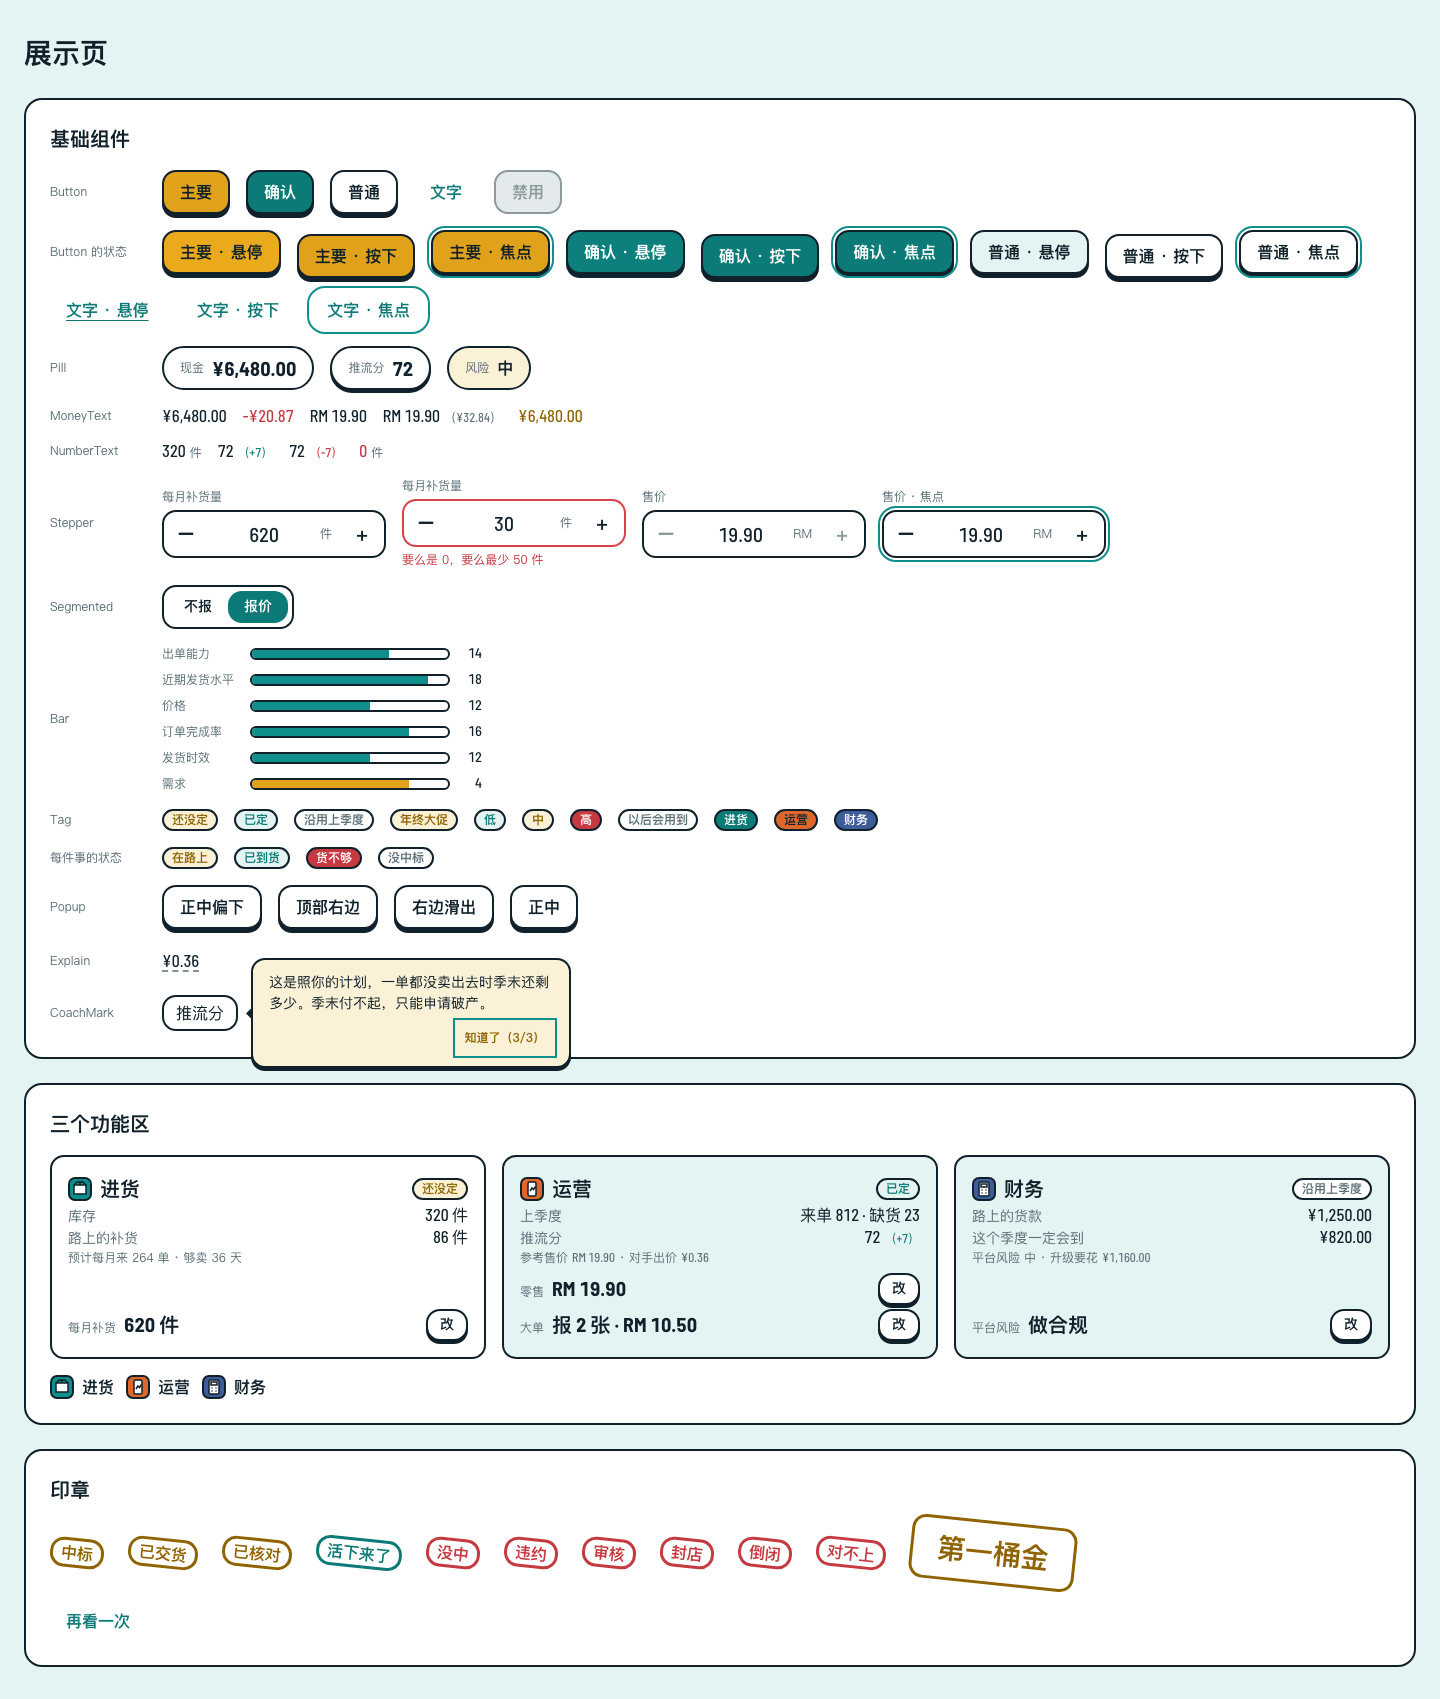 展示页
基础组件
Button 主要 确认 普通 文字 禁用
Button 的状态 主要 · 悬停 主要 · 按下 主要 · 焦点 确认 · 悬停 确认 · 按下 确认 · 焦点 普通 · 悬停 普通 · 按下 普通 · 焦点
文字 · 悬停 文字 · 按下 文字 · 焦点
Pill 现金 ¥6,480.00 推流分 72 风险 中
MoneyText ¥6,480.00 -¥20.87 RM 19.90 RM 19.90 (¥32.84) ¥6,480.00
NumberText 320 件 72 (+7) 72 (-7) 0 件
每月补货量 每月补货量 售价 售价 · 焦点
Stepper − 620 件 + − 30 件 + − 19.90 RM + − 19.90 RM +
要么是 0，要么最少 50 件
Segmented 不报 报价
出单能力 14
近期发货水平 18
价格 12
Bar
订单完成率 16
发货时效 12
需求 4
Tag 还没定 已定 沿用上季度 年终大促 低 中 高 以后会用到 进货 运营 财务
每件事的状态 在路上 已到货 货不够 没中标
Popup 正中偏下 顶部右边 右边滑出 正中
Explain ¥0.36
CoachMark 推流分
这是照你的计划，一单都没卖出去时季末还剩
多少。季末付不起，只能申请破产。
知道了（3/3）
三个功能区
进货 还没定
库存 320 件
路上的补货 86 件
预计每月来 264 单 · 够卖 36 天
每月补货 620 件 改
运营 已定
上季度 来单 812 · 缺货 23
推流分 72 (+7)
参考售价 RM 19.90 · 对手出价 ¥0.36
零售 RM 19.90 改
大单 报 2 张 · RM 10.50 改
财务 沿用上季度
路上的货款 ¥1,250.00
这个季度一定会到 ¥820.00
平台风险 中 · 升级要花 ¥1,160.00
平台风险 做合规 改
进货 运营 财务
印章
中标 已交货 已核对 活下来了 没中 违约 审核 封店 倒闭 对不上 第一桶金
再看一次